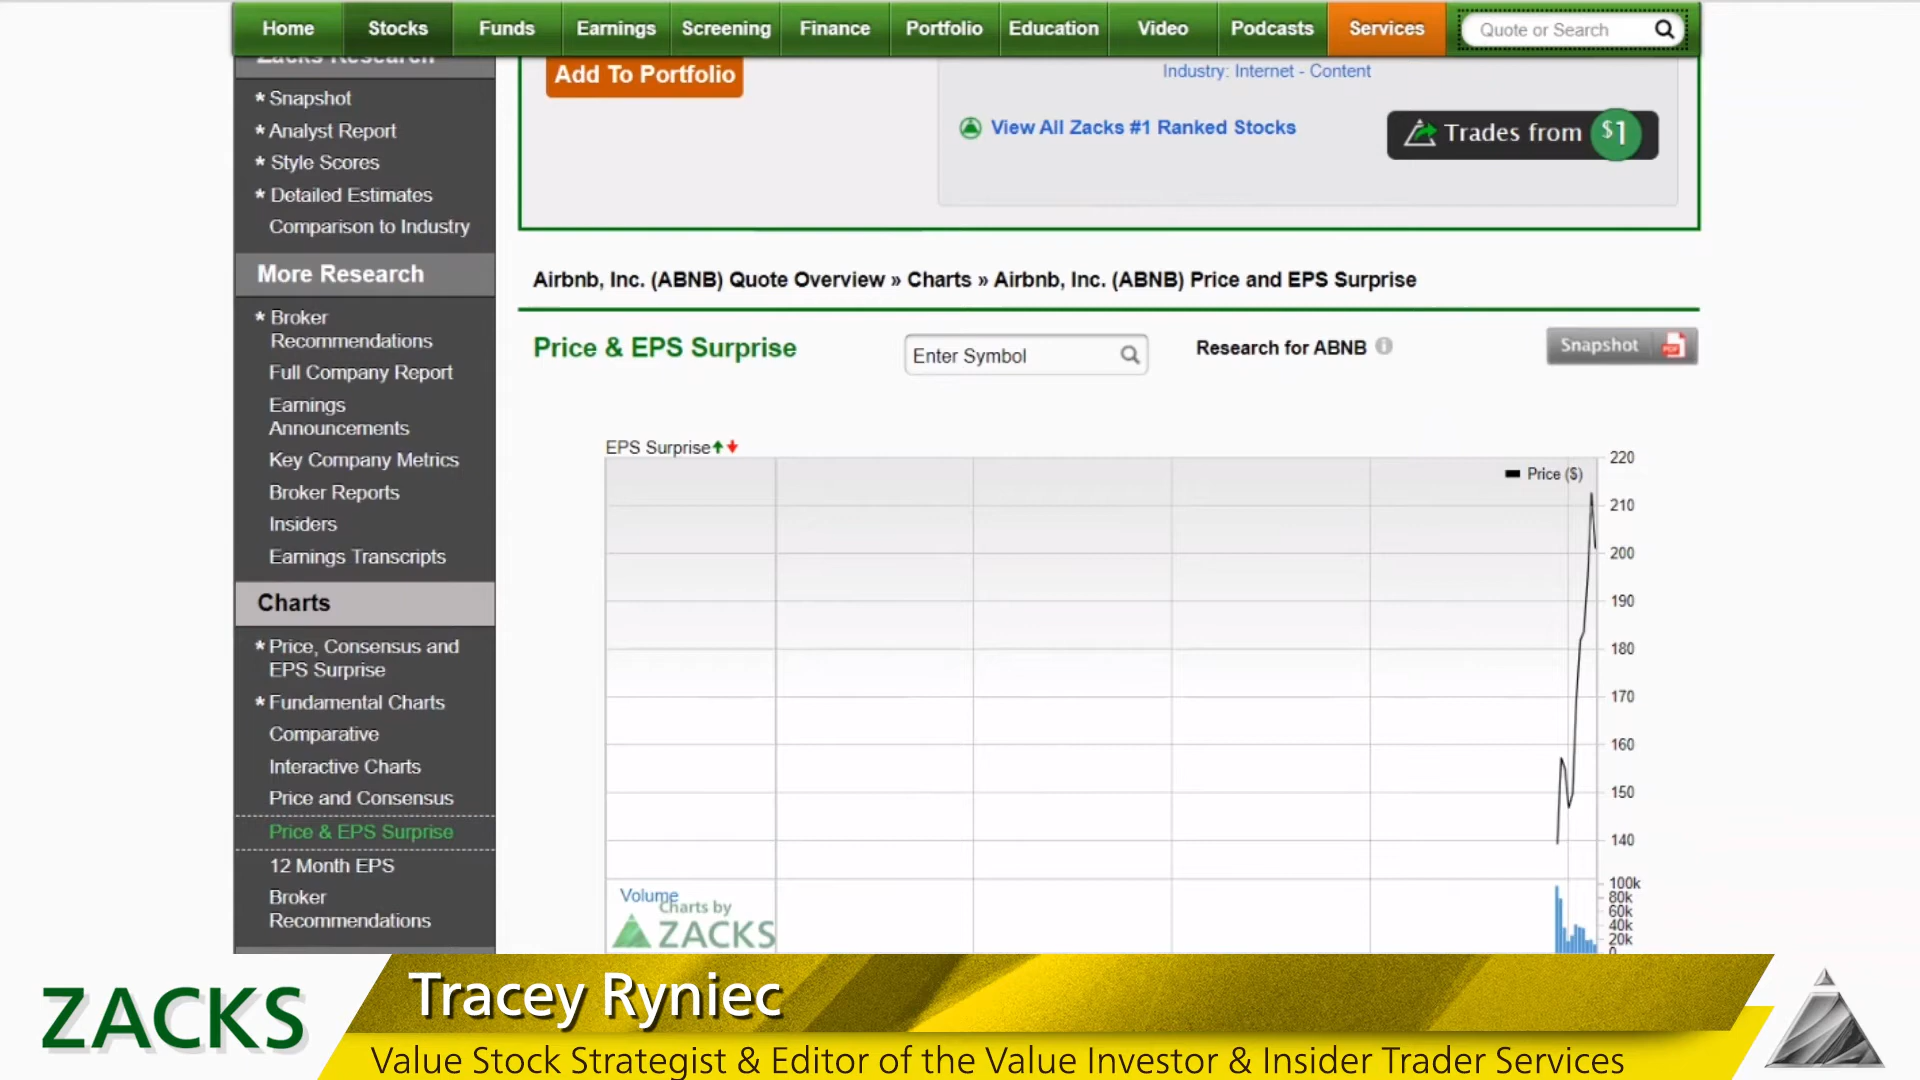 Home Stocks Funds Earnings Screening Finance Portfolio Education Video Podcasts Services Quote or Search
Zacks Research
* Snapshot
* Analyst Report
* Style Scores
* Detailed Estimates
Comparison to Industry
More Research
* Broker
Recommendations
Full Company Report
Earnings
Announcements
Key Company Metrics
Broker Reports
Insiders
Earnings Transcripts
Charts
* Price, Consensus and
EPS Surprise
* Fundamental Charts
Comparative
Interactive Charts
Price and Consensus
Price & EPS Surprise
12 Month EPS
Broker
Recommendations
Add To Portfolio
Industry: Internet - Content
View All Zacks #1 Ranked Stocks
Trades from $1
Airbnb, Inc. (ABNB) Quote Overview » Charts » Airbnb, Inc. (ABNB) Price and EPS Surprise
Price & EPS Surprise
Enter Symbol
Research for ABNB
Snapshot PDF
EPS Surprise
Price ($)
220
210
200
190
180
170
160
150
140
100k
80k
60k
40k
20k
0
Volume
Charts by
ZACKS
ZACKS
Tracey Ryniec
Value Stock Strategist & Editor of the Value Investor & Insider Trader Services